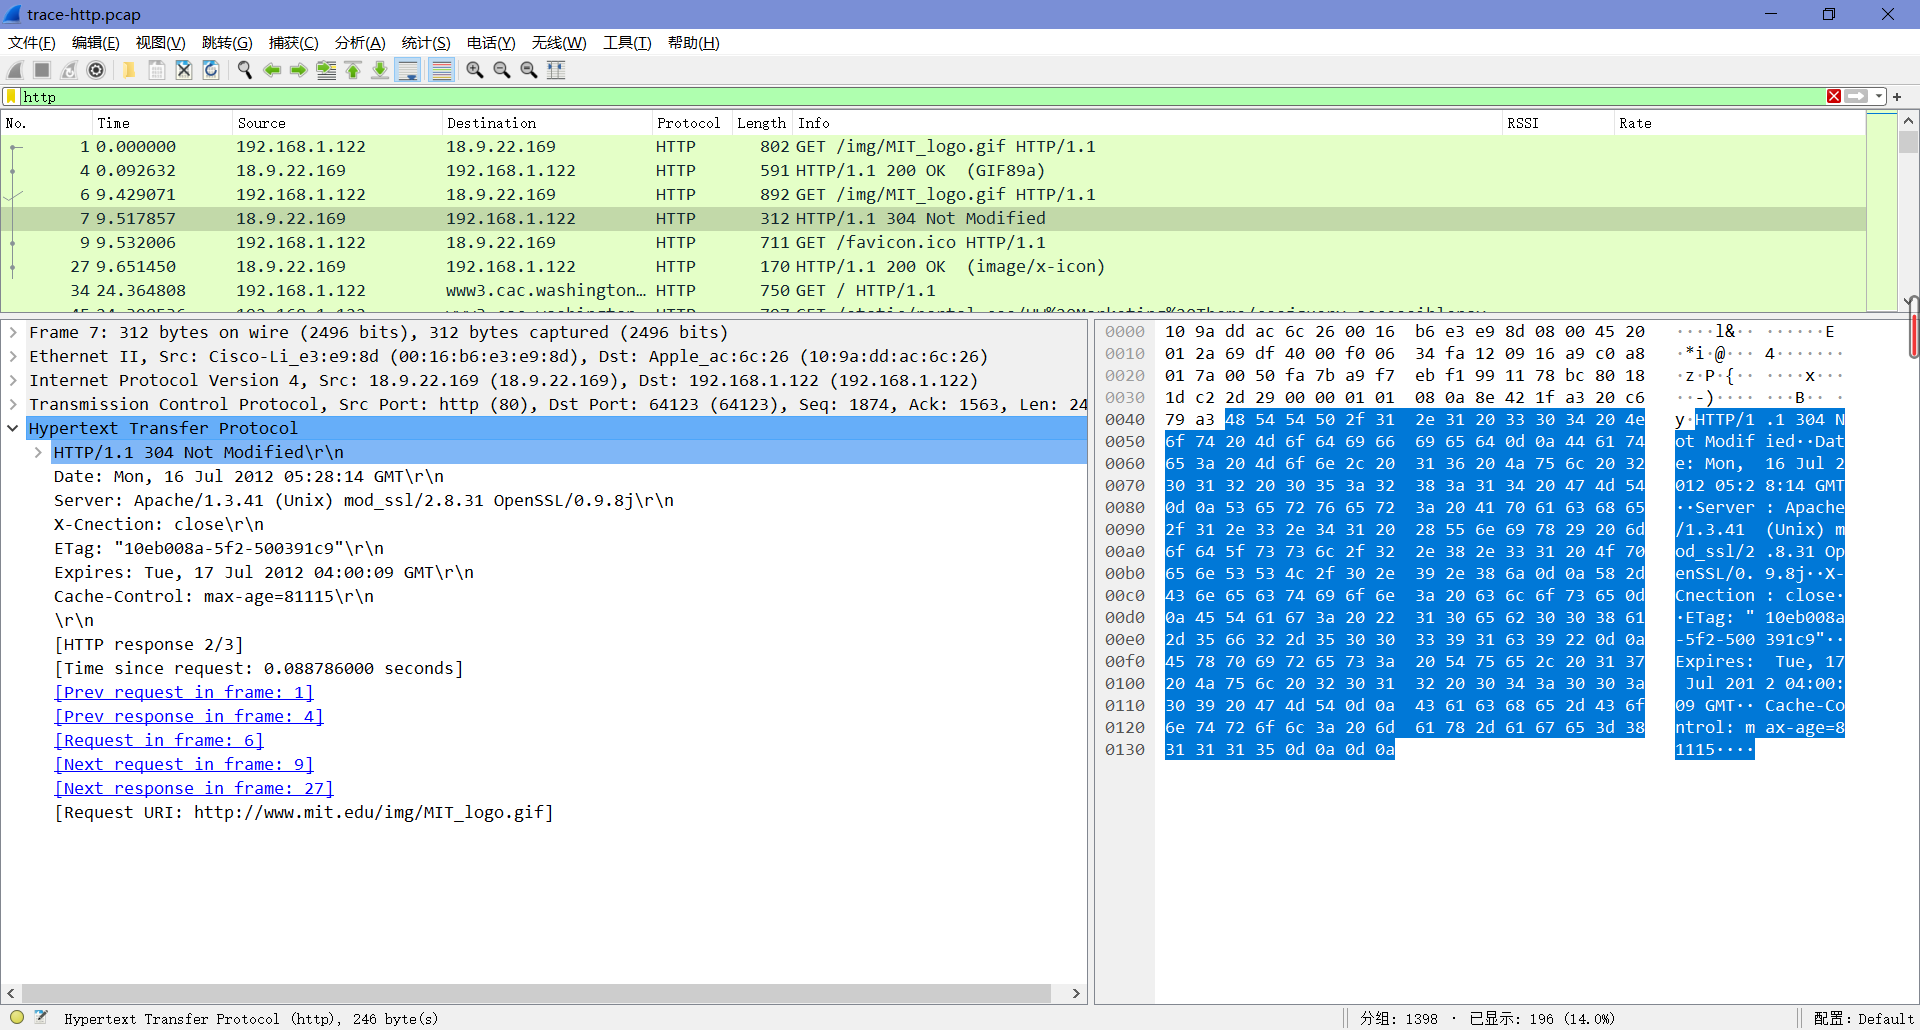 trace-http.pcap
文件(F) 编辑(E) 视图(V) 跳转(G) 捕获(C) 分析(A) 统计(S) 电话(Y) 无线(W) 工具(T) 帮助(H)
http
No. Time Source Destination Protocol Length Info RSSI Rate
1 0.000000 192.168.1.122 18.9.22.169 HTTP 802 GET /img/MIT_logo.gif HTTP/1.1
4 0.092632 18.9.22.169 192.168.1.122 HTTP 591 HTTP/1.1 200 OK  (GIF89a)
6 9.429071 192.168.1.122 18.9.22.169 HTTP 892 GET /img/MIT_logo.gif HTTP/1.1
7 9.517857 18.9.22.169 192.168.1.122 HTTP 312 HTTP/1.1 304 Not Modified
9 9.532006 192.168.1.122 18.9.22.169 HTTP 711 GET /favicon.ico HTTP/1.1
27 9.651450 18.9.22.169 192.168.1.122 HTTP 170 HTTP/1.1 200 OK  (image/x-icon)
34 24.364808 192.168.1.122 www3.cac.washington… HTTP 750 GET / HTTP/1.1
Frame 7: 312 bytes on wire (2496 bits), 312 bytes captured (2496 bits)
Ethernet II, Src: Cisco-Li_e3:e9:8d (00:16:b6:e3:e9:8d), Dst: Apple_ac:6c:26 (10:9a:dd:ac:6c:26)
Internet Protocol Version 4, Src: 18.9.22.169 (18.9.22.169), Dst: 192.168.1.122 (192.168.1.122)
Transmission Control Protocol, Src Port: http (80), Dst Port: 64123 (64123), Seq: 1874, Ack: 1563, Len: 24
Hypertext Transfer Protocol
HTTP/1.1 304 Not Modified\r\n
Date: Mon, 16 Jul 2012 05:28:14 GMT\r\n
Server: Apache/1.3.41 (Unix) mod_ssl/2.8.31 OpenSSL/0.9.8j\r\n
X-Cnection: close\r\n
ETag: "10eb008a-5f2-500391c9"\r\n
Expires: Tue, 17 Jul 2012 04:00:09 GMT\r\n
Cache-Control: max-age=81115\r\n
\r\n
[HTTP response 2/3]
[Time since request: 0.088786000 seconds]
[Prev request in frame: 1]
[Prev response in frame: 4]
[Request in frame: 6]
[Next request in frame: 9]
[Next response in frame: 27]
[Request URI: http://www.mit.edu/img/MIT_logo.gif]
0000 10 9a dd ac 6c 26 00 16 b6 e3 e9 8d 08 00 45 20 ····l&·· ······E
0010 01 2a 69 df 40 00 f0 06 34 fa 12 09 16 a9 c0 a8 ·*i·@··· 4·······
0020 01 7a 00 50 fa 7b a9 f7 eb f1 99 11 78 bc 80 18 ·z·P·{·· ····x···
0030 1d c2 2d 29 00 00 01 01 08 0a 8e 42 1f a3 20 c6 ··-)···· ···B·· ·
0040 79 a3 48 54 54 50 2f 31 2e 31 20 33 30 34 20 4e y·HTTP/1 .1 304 N
0050 6f 74 20 4d 6f 64 69 66 69 65 64 0d 0a 44 61 74 ot Modif ied··Dat
0060 65 3a 20 4d 6f 6e 2c 20 31 36 20 4a 75 6c 20 32 e: Mon,  16 Jul 2
0070 30 31 32 20 30 35 3a 32 38 3a 31 34 20 47 4d 54 012 05:2 8:14 GMT
0080 0d 0a 53 65 72 76 65 72 3a 20 41 70 61 63 68 65 ··Server : Apache
0090 2f 31 2e 33 2e 34 31 20 28 55 6e 69 78 29 20 6d /1.3.41  (Unix) m
00a0 6f 64 5f 73 73 6c 2f 32 2e 38 2e 33 31 20 4f 70 od_ssl/2 .8.31 Op
00b0 65 6e 53 53 4c 2f 30 2e 39 2e 38 6a 0d 0a 58 2d enSSL/0. 9.8j··X-
00c0 43 6e 65 63 74 69 6f 6e 3a 20 63 6c 6f 73 65 0d Cnection : close·
00d0 0a 45 54 61 67 3a 20 22 31 30 65 62 30 30 38 61 ·ETag: " 10eb008a
00e0 2d 35 66 32 2d 35 30 30 33 39 31 63 39 22 0d 0a -5f2-500 391c9"··
00f0 45 78 70 69 72 65 73 3a 20 54 75 65 2c 20 31 37 Expires:  Tue, 17
0100 20 4a 75 6c 20 32 30 31 32 20 30 34 3a 30 30 3a  Jul 201 2 04:00:
0110 30 39 20 47 4d 54 0d 0a 43 61 63 68 65 2d 43 6f 09 GMT·· Cache-Co
0120 6e 74 72 6f 6c 3a 20 6d 61 78 2d 61 67 65 3d 38 ntrol: m ax-age=8
0130 31 31 31 35 0d 0a 0d 0a 1115····
Hypertext Transfer Protocol (http), 246 byte(s)
分组: 1398 · 已显示: 196 (14.0%)
配置: Default